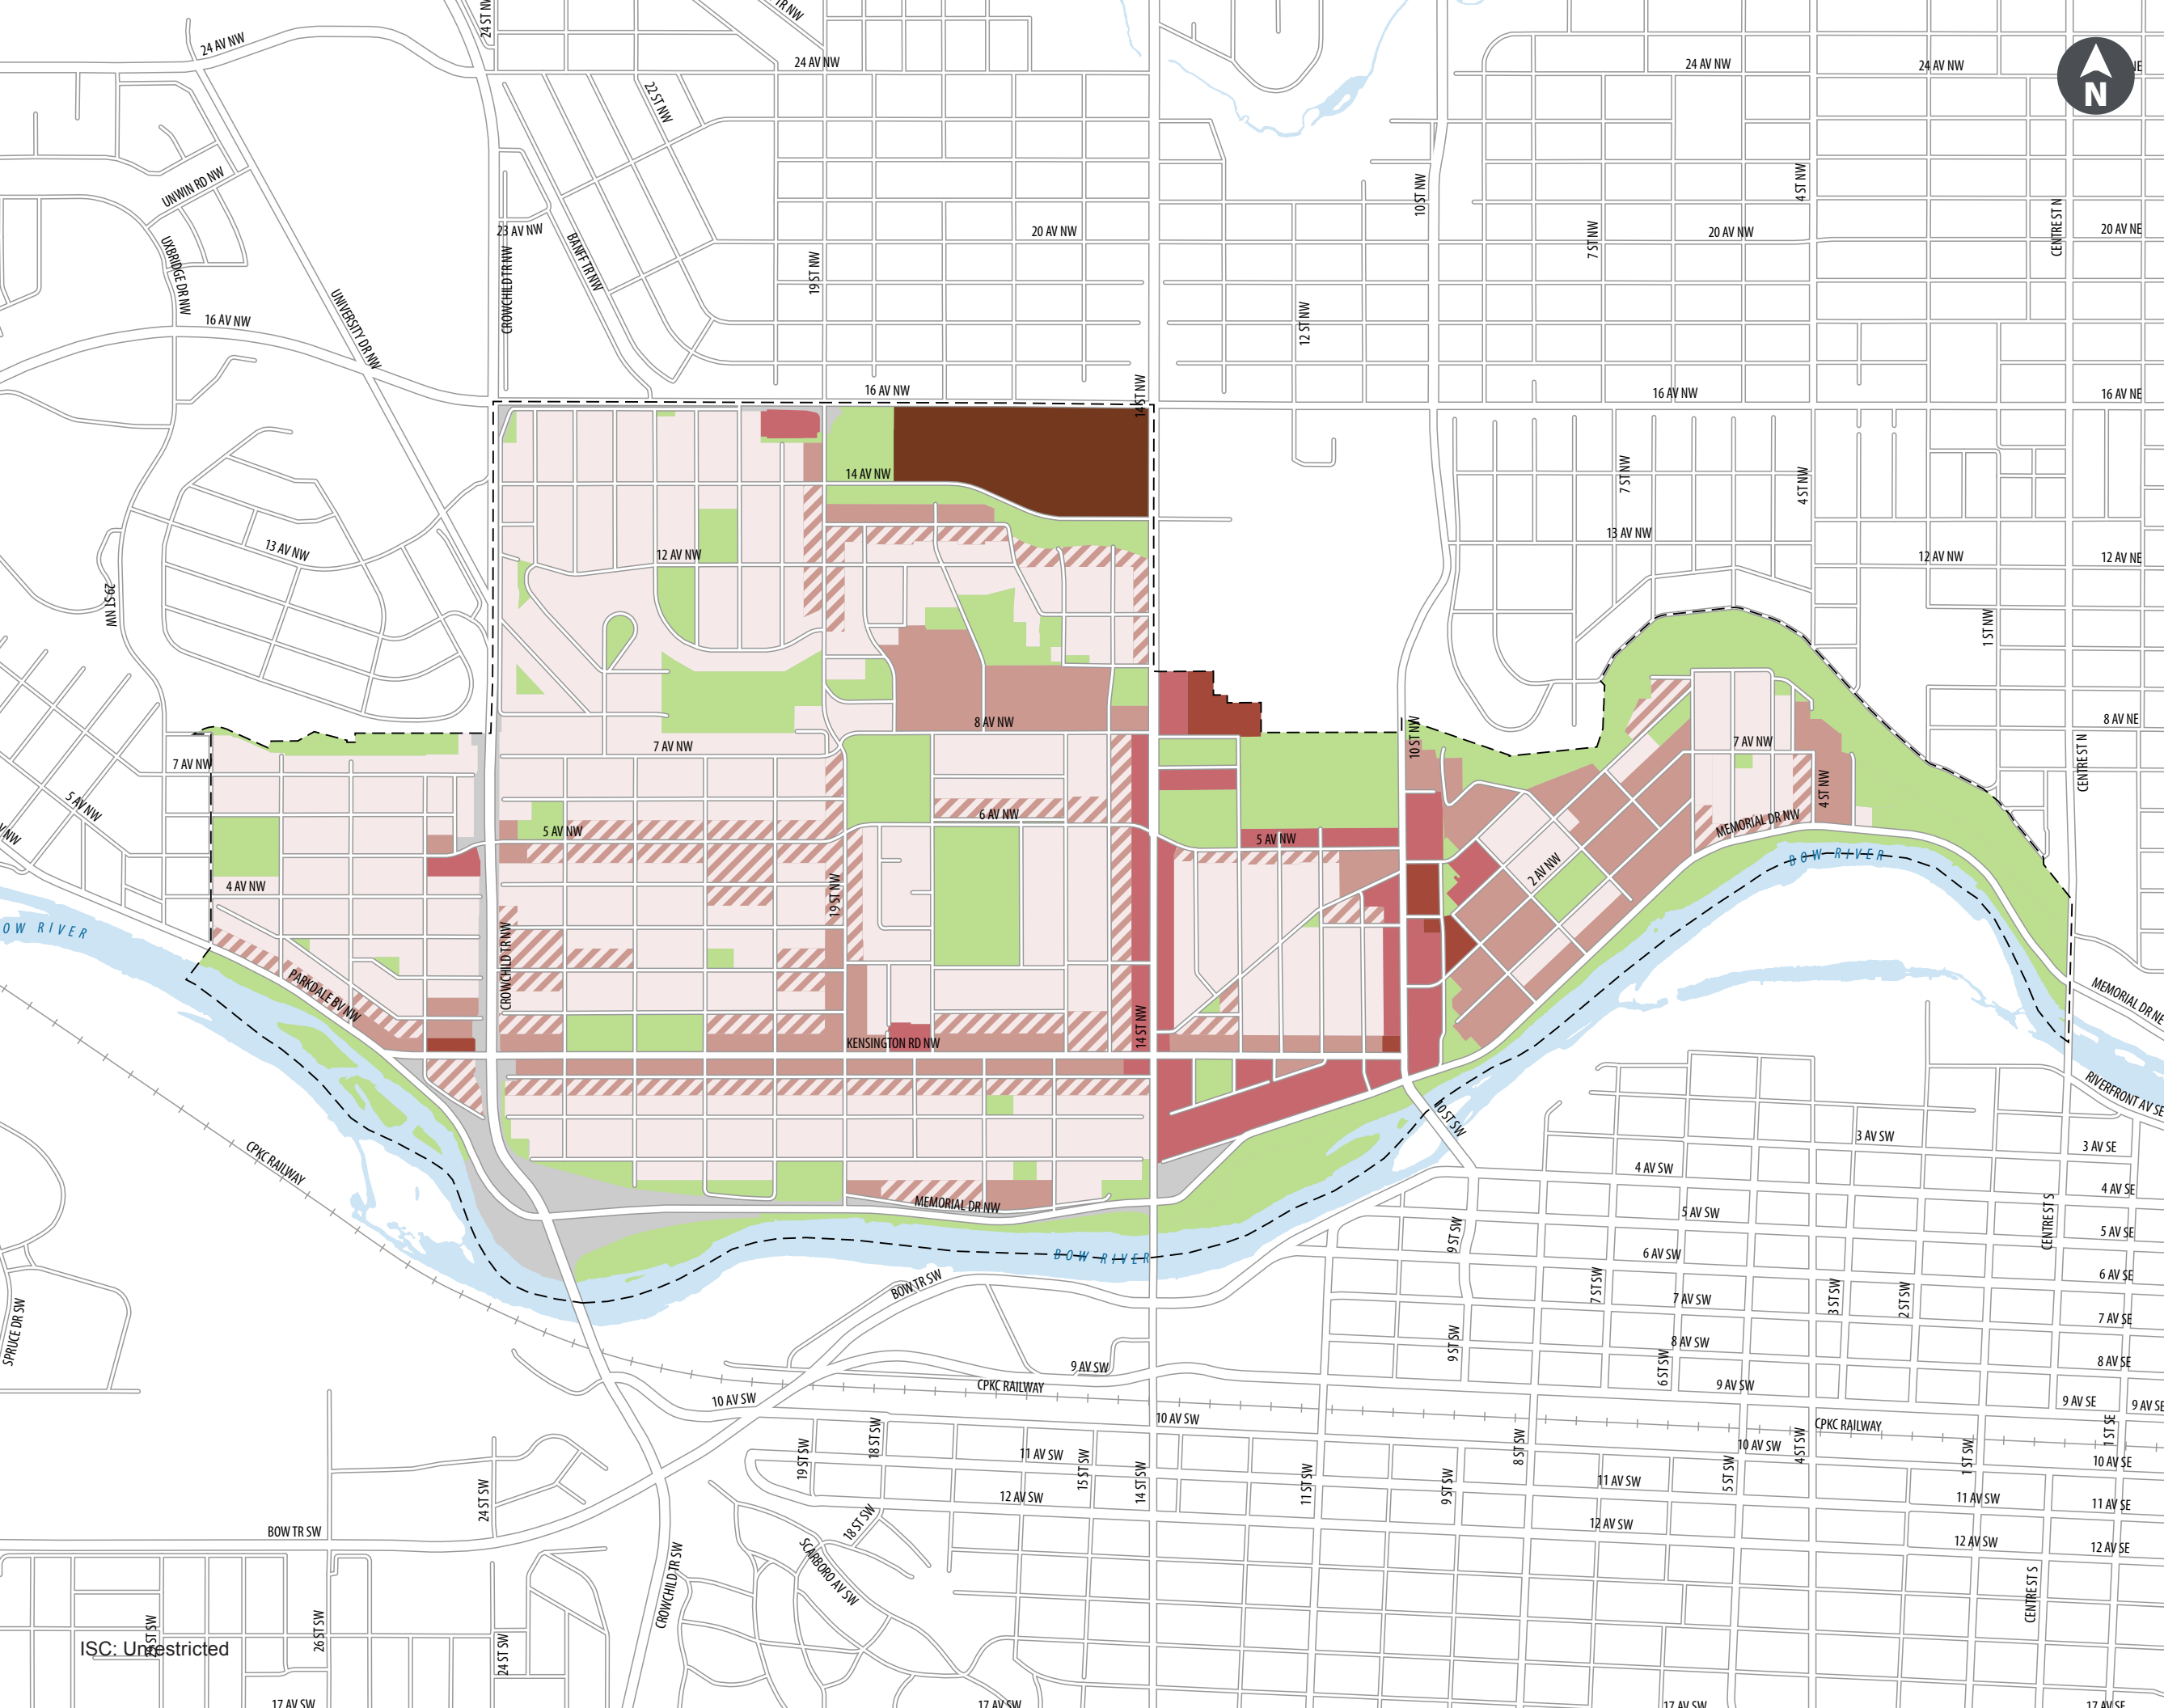 24 ST NW
TR NW
24 AV NW
24 AV NW
24 AV NW
24 AV NW
NE
N
22 ST NW
UNWIN RD NW
10 ST NW
4 ST NW
23 AV NW
20 AV NW
7 ST NW
20 AV NW
CENTRE ST N
20 AV NE
UXBRIDGE DR NW
BANFF TR NW
19 ST NW
CROWCHILD TR NW
16 AV NW
UNIVERSITY DR NW
12 ST NW
16 AV NW
14 ST NW
16 AV NW
16 AV NE
14 AV NW
7 ST NW
4 ST NW
13 AV NW
12 AV NW
13 AV NW
12 AV NW
12 AV NE
29 ST NW
1 ST NW
8 AV NW
10 ST NW
8 AV NE
7 AV NW
7 AV NW
7 AV NW
CENTRE ST N
5 AV NW
V NW
5 AV NW
6 AV NW
5 AV NW
4 ST NW
MEMORIAL DR NW
BOW RIVER
4 AV NW
19 ST NW
2 AV NW
OW RIVER
CROWCHILD TR NW
PARKDALE BV NW
14 ST NW
KENSINGTON RD NW
MEMORIAL DR NE
RIVERFRONT AV SE
10 ST SW
CPKC RAILWAY
3 AV SW
3 AV SE
4 AV SW
4 AV SE
MEMORIAL DR NW
5 AV SW
CENTRE ST S
5 AV SE
BOW RIVER
9 ST SW
6 AV SW
6 AV SE
BOW TR SW
7 ST SW
7 AV SW
3 ST SW
2 ST SW
7 AV SE
SPRUCE DR SW
9 ST SW
8 AV SW
8 AV SE
9 AV SW
6 ST SW
CPKC RAILWAY
9 AV SW
10 AV SW
9 AV SE
9 AV SE
10 AV SW
CPKC RAILWAY
1 ST SE
18 ST SW
19 ST SW
11 AV SW
15 ST SW
14 ST SW
8 ST SW
10 AV SW
4 ST SW
1 ST SW
10 AV SE
24 ST SW
11 ST SW
9 ST SW
11 AV SW
5 ST SW
12 AV SW
11 AV SW
11 AV SE
BOW TR SW
18 ST SW
12 AV SW
12 AV SW
12 AV SE
SCARBORO AV SW
CROWCHILD TR SW
CENTRE ST S
26 ST SW
24 ST SW
ISC: Unrestricted
17 AV SW
17 AV SW
17 AV SW
17 AV SE